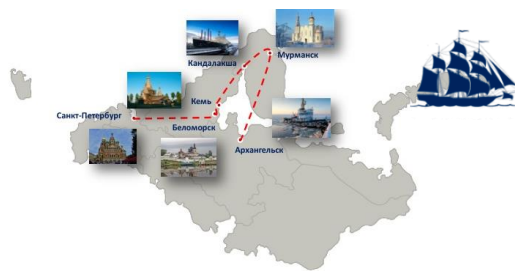 Мурманск
Кандалакша
Кемь
Санкт-Петербург
Беломорск
Архангельск